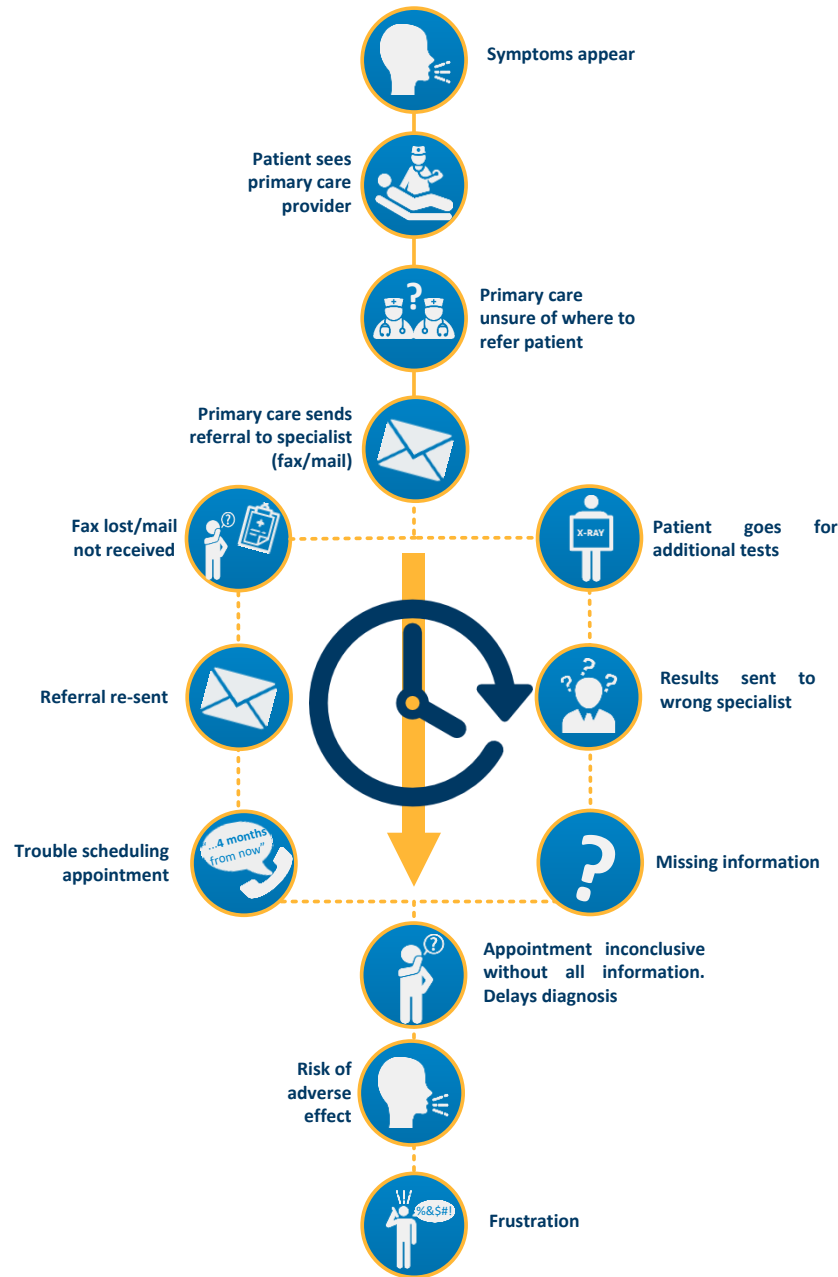 Symptoms appear
Patient sees
primary care
provider
?
Primary care
unsure of where to
refer patient
Primary care sends
referral to specialist
(fax/mail)
Fax lost/mail
not received
?
X-RAY
Patient goes for
additional tests
Referral re-sent
? ? ?
Results sent to
wrong specialist
Trouble scheduling
appointment
"...4 months
from now"
?
Missing information
?
Appointment inconclusive
without all information.
Delays diagnosis
Risk of
adverse
effect
%&$#!
Frustration